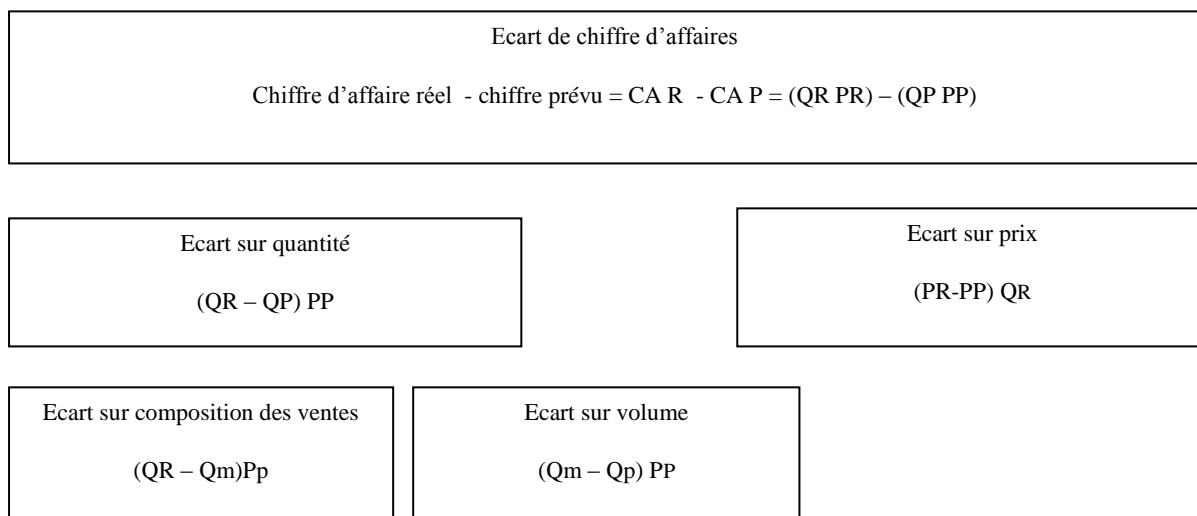 Ecart de chiffre d’affaires
Chiffre d’affaire réel - chiffre prévu = CA R - CA P = (QR PR) – (QP PP)
Ecart sur quantité
(QR – QP) PP
Ecart sur prix
(PR-PP) QR
Ecart sur composition des ventes
(QR – Qm)Pp
Ecart sur volume
(Qm – Qp) PP